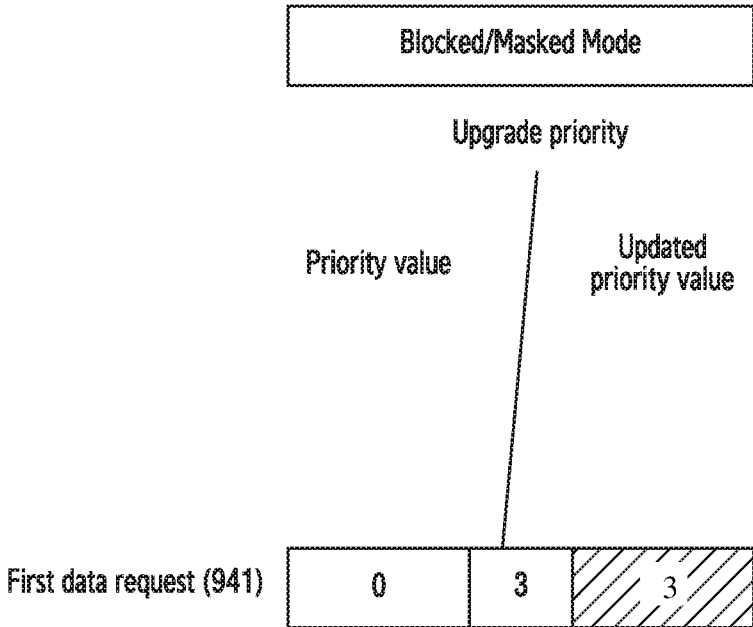 Blocked/Masked Mode
Upgrade priority
Priority value
Updated
priority value
First data request (941)
0
3
3